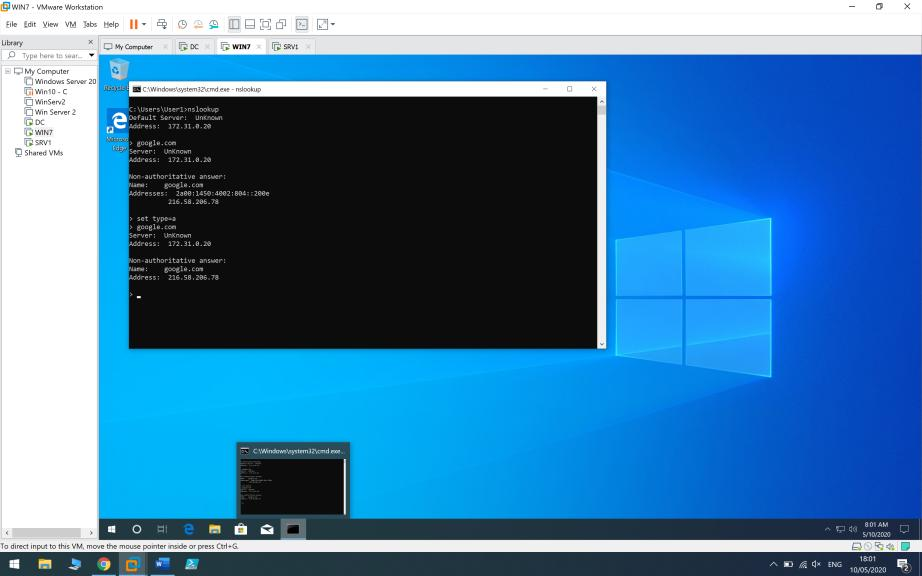 WIN7 - VMware Workstation
File Edit View VM Tabs Help
Library
Type here to sear...
My Computer
Windows Server 20
Win10 - C
WinServ2
Win Server 2
DC
WIN7
SRV1
Shared VMs
My Computer DC WIN7 SRV1
Recycle
Edge
C:\Windows\system32\cmd.exe - nslookup
C:\Users\User1>nslookup
Default Server: UnKnown
Address: 172.31.0.20
> google.com
Server: UnKnown
Address: 172.31.0.20
Non-authoritative answer:
Name: google.com
Addresses: 2a00:1450:4002:804::200e
216.58.206.78
> set type=a
> google.com
Server: UnKnown
Address: 172.31.0.20
Non-authoritative answer:
Name: google.com
Address: 216.58.206.78
>
C:\Windows\system32\cmd.exe...
8:01 AM
5/10/2020
To direct input to this VM, move the mouse pointer inside or press Ctrl+G.
ENG
18:01
10/05/2020
2